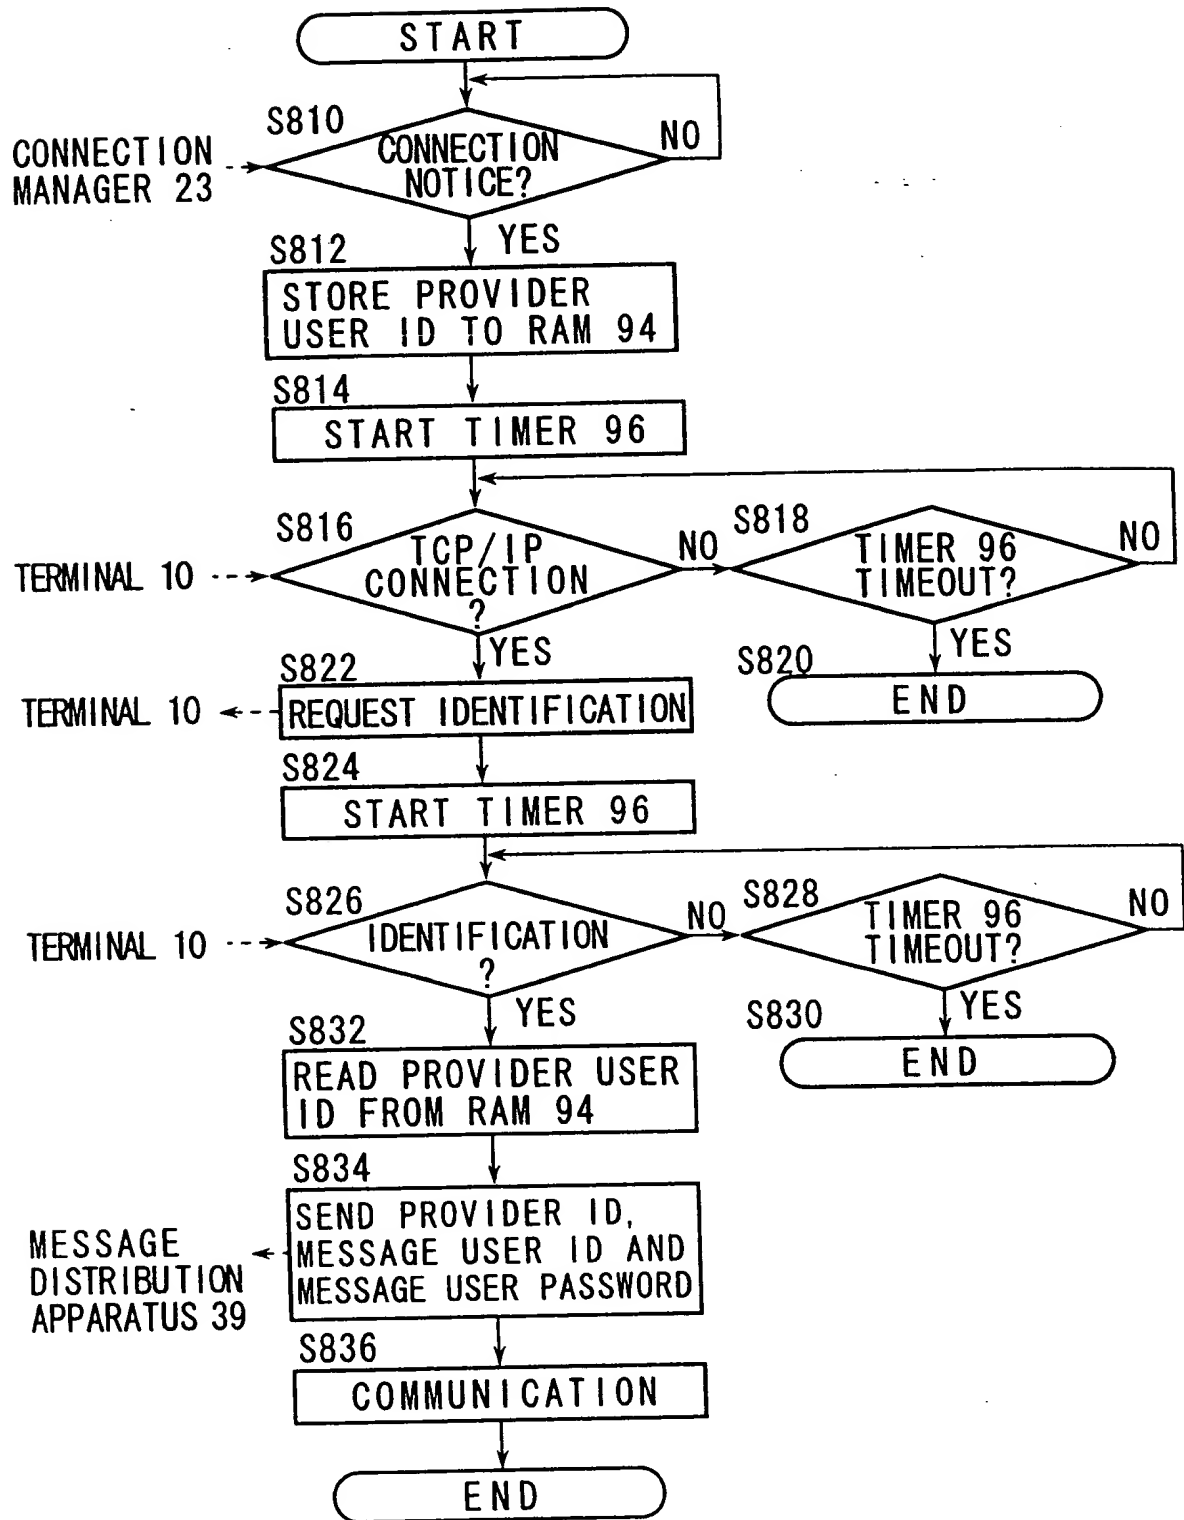 START
S810
CONNECTION
MANAGER 23
CONNECTION
NOTICE?
NO
YES
S812
STORE PROVIDER
USER ID TO RAM 94
S814
START TIMER 96
S816
TERMINAL 10
TCP/IP
CONNECTION
?
NO
S818
TIMER 96
TIMEOUT?
NO
YES
YES
S820
END
S822
TERMINAL 10
REQUEST IDENTIFICATION
S824
START TIMER 96
S826
TERMINAL 10
IDENTIFICATION
?
NO
S828
TIMER 96
TIMEOUT?
NO
YES
YES
S830
END
S832
READ PROVIDER USER
ID FROM RAM 94
S834
SEND PROVIDER ID,
MESSAGE USER ID AND
MESSAGE USER PASSWORD
MESSAGE
DISTRIBUTION
APPARATUS 39
S836
COMMUNICATION
END